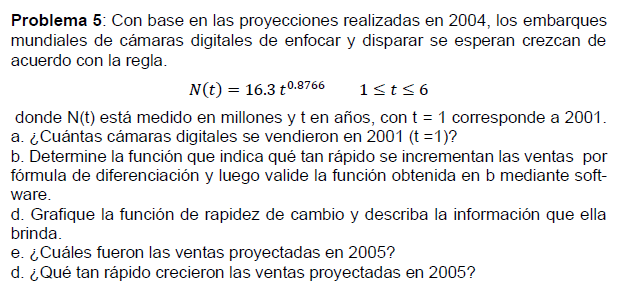 Problema 5: Con base en las proyecciones realizadas en 2004, los embarques
mundiales de cámaras digitales de enfocar y disparar se esperan crezcan de
acuerdo con la regla.
N(t) = 16.3 t^0.8766 1 ≤ t ≤ 6
donde N(t) está medido en millones y t en años, con t = 1 corresponde a 2001.
a. ¿Cuántas cámaras digitales se vendieron en 2001 (t =1)?
b. Determine la función que indica qué tan rápido se incrementan las ventas por
fórmula de diferenciación y luego valide la función obtenida en b mediante soft-
ware.
d. Grafique la función de rapidez de cambio y describa la información que ella
brinda.
e. ¿Cuáles fueron las ventas proyectadas en 2005?
d. ¿Qué tan rápido crecieron las ventas proyectadas en 2005?